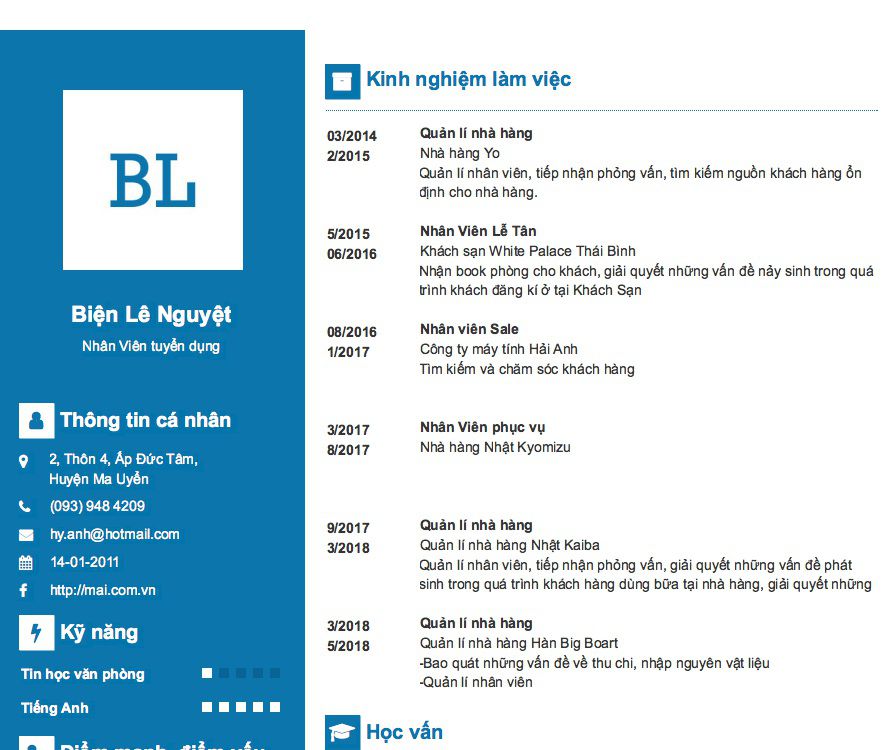 BL
Biện Lê Nguyệt
Nhân Viên tuyển dụng
Thông tin cá nhân
2, Thôn 4, Ấp Đức Tâm,
Huyện Ma Uyển
(093) 948 4209
hy.anh@hotmail.com
14-01-2011
http://mai.com.vn
Kỹ năng
Tin học văn phòng
Tiếng Anh
Điểm mạnh, điểm yếu
Kinh nghiệm làm việc
03/2014 Quản lí nhà hàng
2/2015 Nhà hàng Yo
Quản lí nhân viên, tiếp nhận phỏng vấn, tìm kiếm nguồn khách hàng ổn
định cho nhà hàng.
5/2015 Nhân Viên Lễ Tân
06/2016 Khách sạn White Palace Thái Bình
Nhận book phòng cho khách, giải quyết những vấn đề nảy sinh trong quá
trình khách đăng kí ở tại Khách Sạn
08/2016 Nhân viên Sale
1/2017 Công ty máy tính Hải Anh
Tìm kiếm và chăm sóc khách hàng
3/2017 Nhân Viên phục vụ
8/2017 Nhà hàng Nhật Kyomizu
9/2017 Quản lí nhà hàng
3/2018 Quản lí nhà hàng Nhật Kaiba
Quản lí nhân viên, tiếp nhận phỏng vấn, giải quyết những vấn đề phát
sinh trong quá trình khách hàng dùng bữa tại nhà hàng, giải quyết những
3/2018 Quản lí nhà hàng
5/2018 Quản lí nhà hàng Hàn Big Boart
-Bao quát những vấn đề về thu chi, nhập nguyên vật liệu
-Quản lí nhân viên
Học vấn